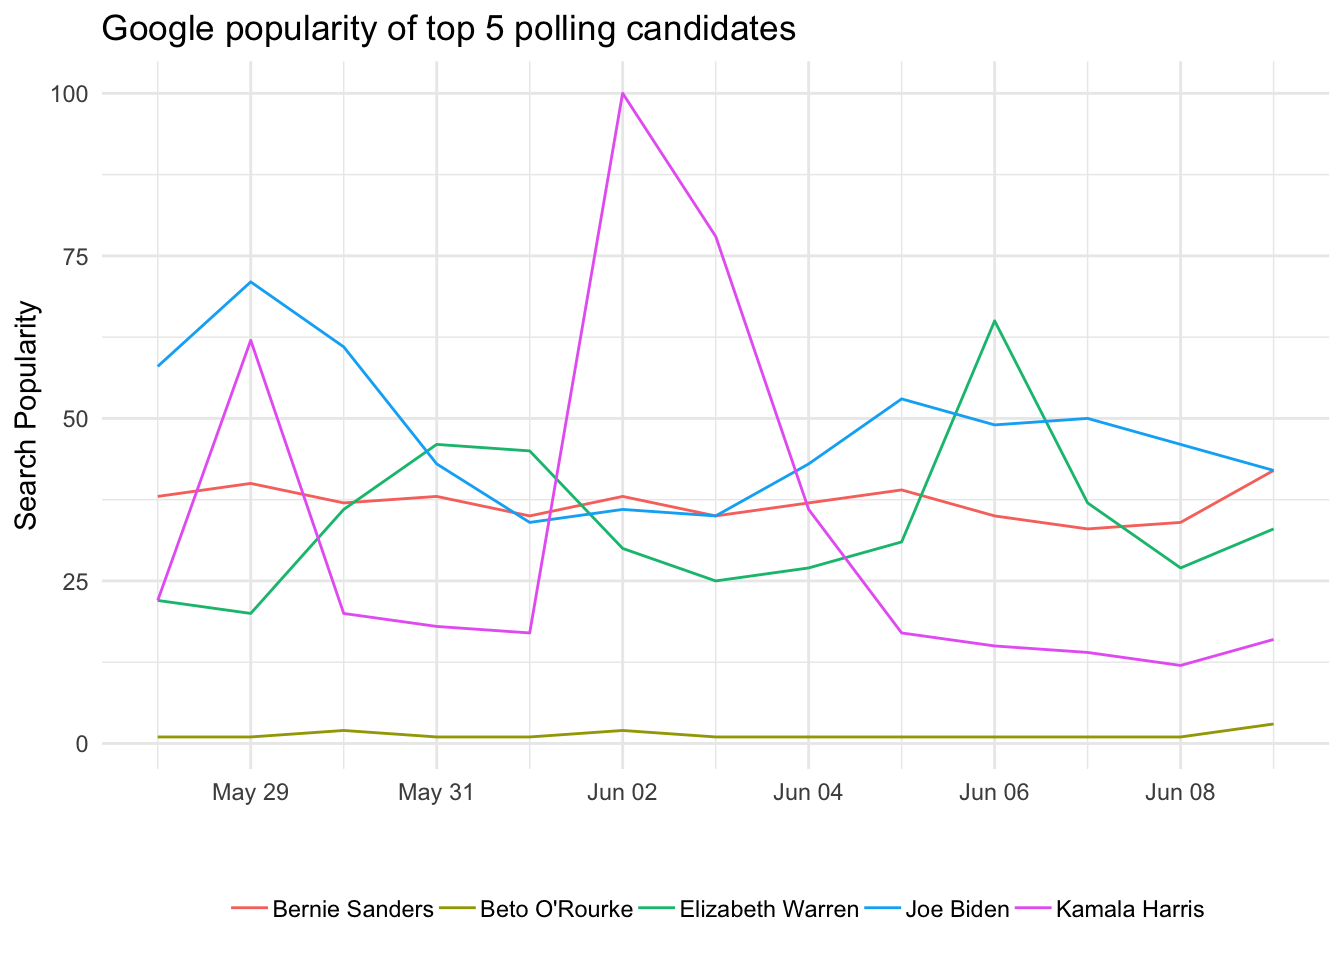 Google popularity of top 5 polling candidates
Search Popularity
100
75
50
25
0
May 29 May 31 Jun 02 Jun 04 Jun 06 Jun 08
Bernie Sanders Beto O'Rourke Elizabeth Warren Joe Biden Kamala Harris